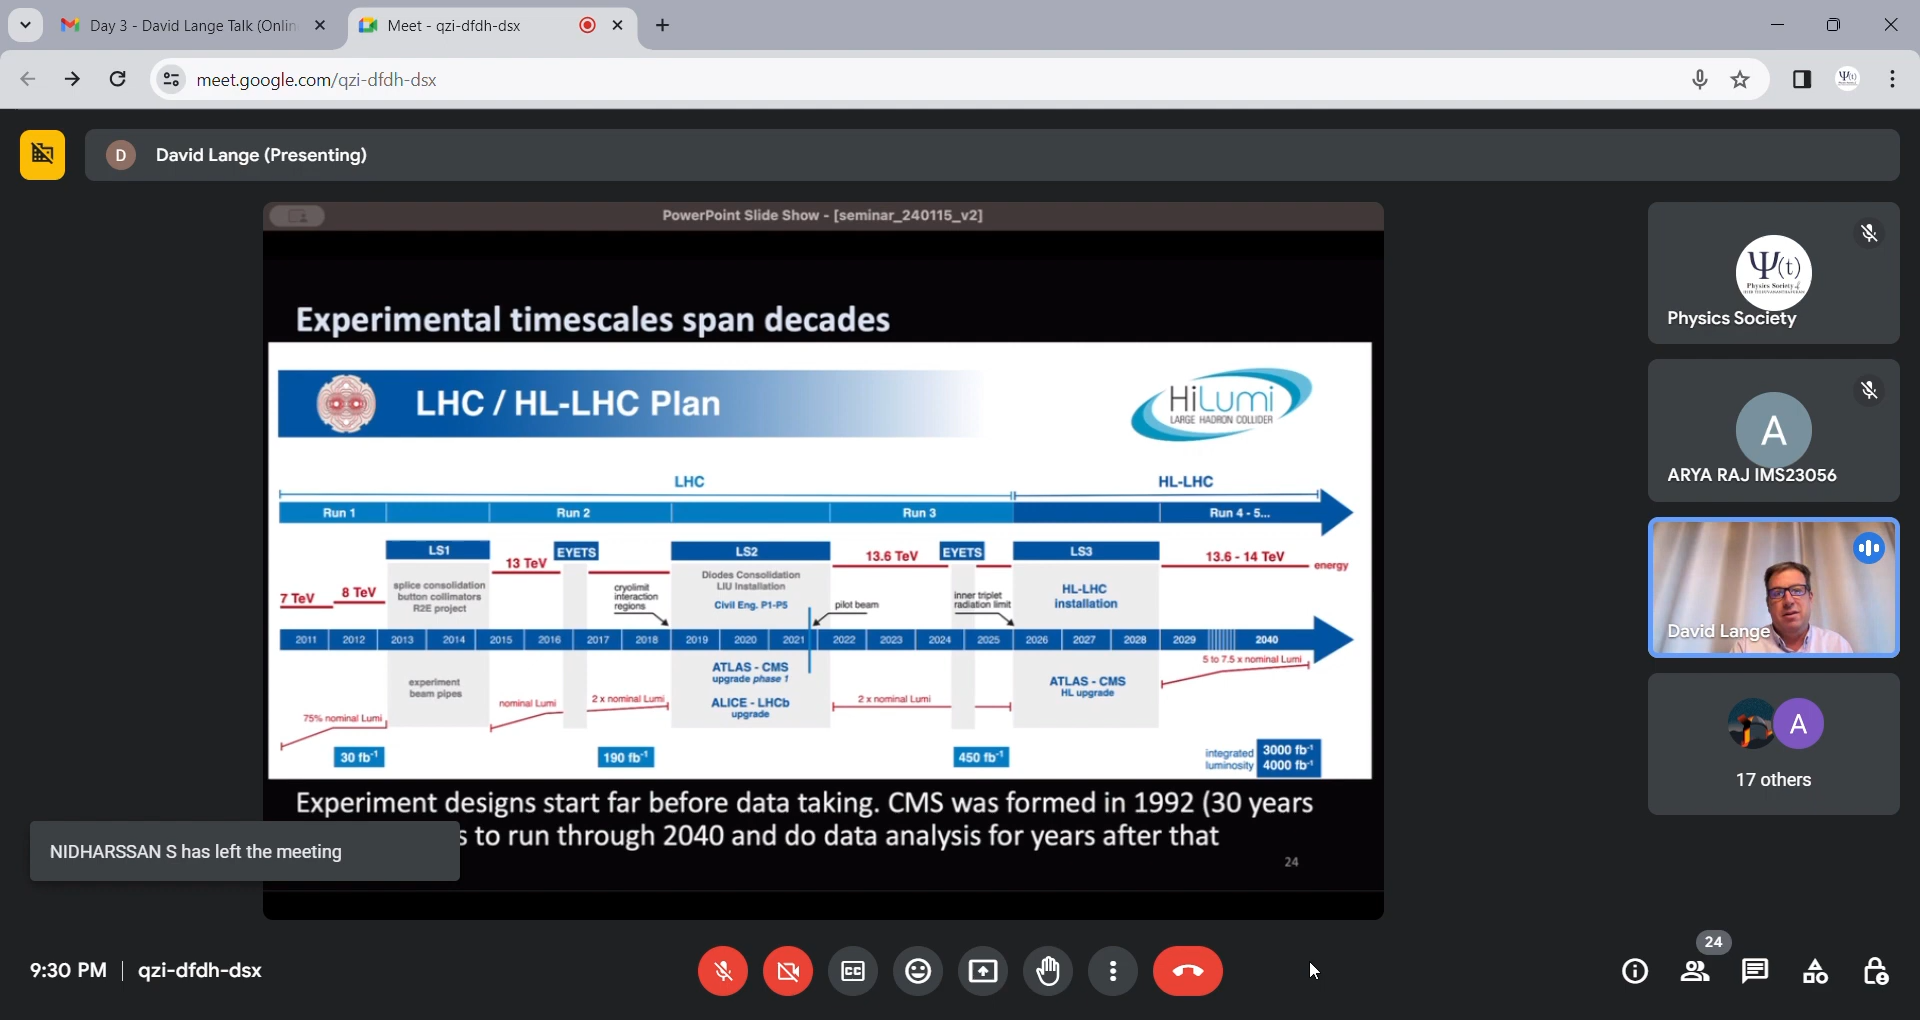 Day 3 - David Lange Talk (Onlin
Meet - qzi-dfdh-dsx
meet.google.com/qzi-dfdh-dsx
Ψ(t)
D
David Lange (Presenting)
PowerPoint Slide Show - [seminar_240115_v2]
Experimental timescales span decades
LHC / HL-LHC Plan
HiLumi
LARGE HADRON COLLIDER
LHC
HL-LHC
Run 1
Run 2
Run 3
Run 4 - 5...
LS1
13 TeV
EYETS
LS2
13.6 TeV
EYETS
LS3
13.6 - 14 TeV
energy
7 TeV
8 TeV
splice consolidation
button collimators
R2E project
cryolimit
interaction
regions
Diodes Consolidation
LIU Installation
Civil Eng. P1-P5
pilot beam
inner triplet
radiation limit
HL-LHC
installation
2011 2012 2013 2014 2015 2016 2017 2018 2019 2020 2021 2022 2023 2024 2025 2026 2027 2028 2029 2040
experiment
beam pipes
75% nominal Lumi
nominal Lumi
2 x nominal Lumi
ATLAS - CMS
upgrade phase 1
ALICE - LHCb
upgrade
2 x nominal Lumi
ATLAS - CMS
HL upgrade
5 to 7.5 x nominal Lumi
30 fb⁻¹
190 fb⁻¹
450 fb⁻¹
integrated
luminosity
3000 fb⁻¹
4000 fb⁻¹
Experiment designs start far before data taking. CMS was formed in 1992 (30 years
s to run through 2040 and do data analysis for years after that
24
NIDHARSSAN S has left the meeting
Ψ(t)
Physics Society of
Physics Society
A
ARYA RAJ IMS23056
David Lange
A
17 others
9:30 PM | qzi-dfdh-dsx
CC
24